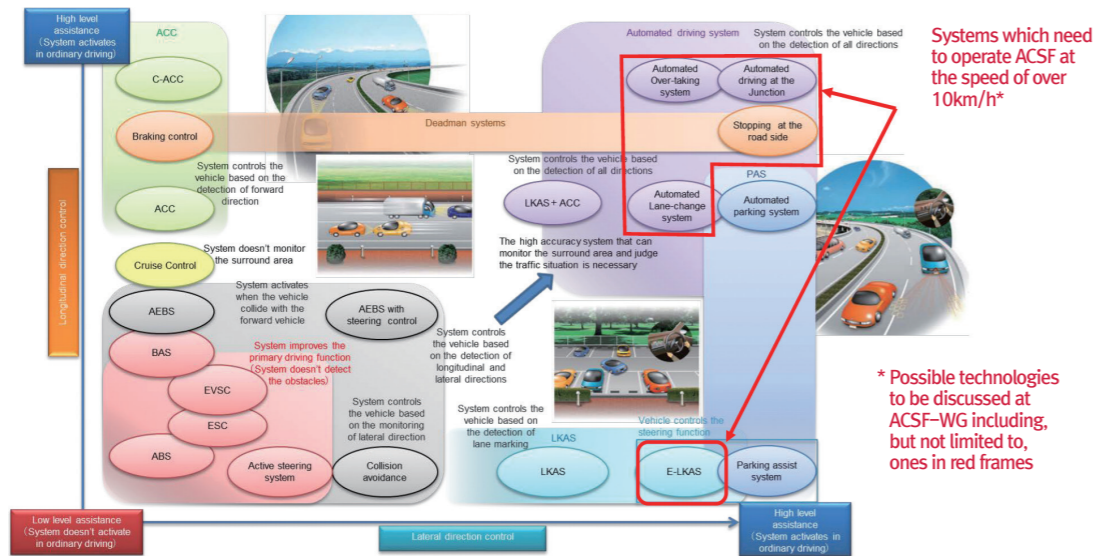 High level
assistance
(System activates
in ordinary driving)
ACC
C-ACC
Braking control
ACC
Cruise Control
Deadman systems
System controls the
vehicle based on the
detection of forward
direction
System doesn't monitor
the surround area
Automated driving system
System controls the vehicle based
on the detection of all directions
Automated
Over-taking
system
Automated
driving at the
Junction
Stopping at the
road side
System controls the vehicle based
on the detection of all directions
LKAS + ACC
Automated
Lane-change
system
PAS
Automated
parking system
The high accuracy system that can
monitor the surround area and judge
the traffic situation is necessary
Systems which need
to operate ACSF at
the speed of over
10km/h*
Longitudinal direction control
AEBS
System activates
when the vehicle
collide with the
forward vehicle
AEBS with
steering control
BAS
System improves the
primary driving function
(System doesn't detect
the obstacles)
EVSC
ESC
ABS
Active steering
system
System controls
the vehicle based
on the monitoring
of lateral direction
Collision
avoidance
System controls
the vehicle based
on the detection of
longitudinal and
lateral directions
System controls the
vehicle based on
the detection of
lane marking
LKAS
Vehicle controls the
steering function
LKAS
E-LKAS
Parking assist
system
* Possible technologies
to be discussed at
ACSF–WG including,
but not limited to,
ones in red frames
Low level assistance
(System doesn't activate
in ordinary driving)
Lateral direction control
High level
assistance
(System activates in
ordinary driving)